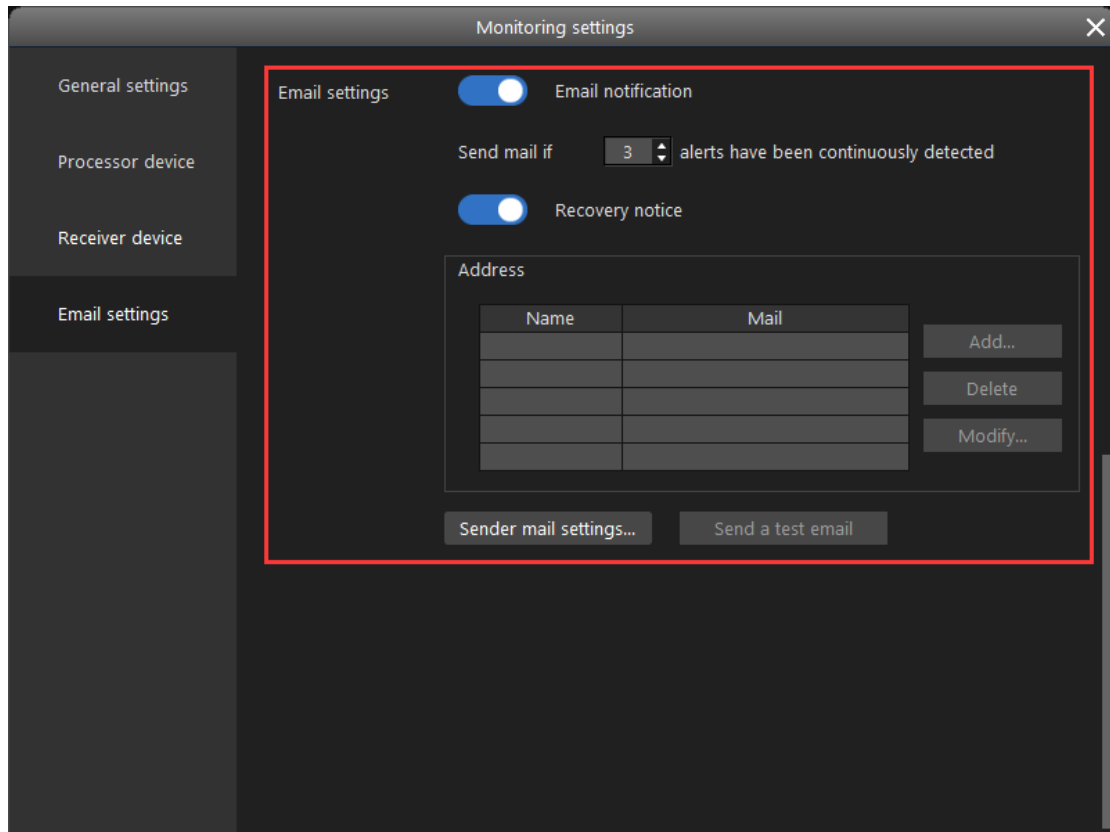 Monitoring settings
General settings
Processor device
Receiver device
Email settings
Email settings
Email notification
Send mail if 3 alerts have been continuously detected
Recovery notice
Address
Name Mail
Add...
Delete
Modify...
Sender mail settings...
Send a test email